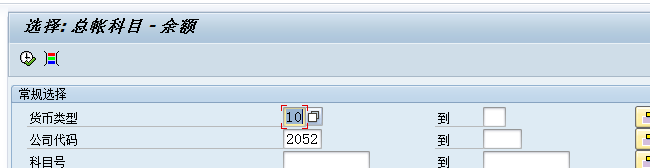 选择: 总帐科目 - 余额
常规选择
货币类型 10 到
公司代码 2052 到
科目号 到